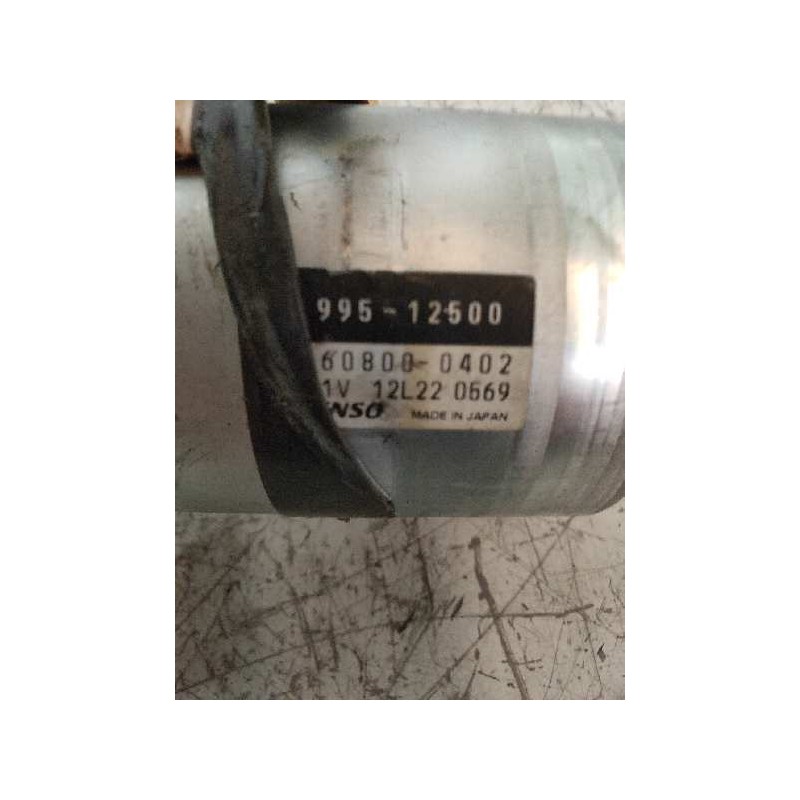 995-12500
60800-0402
1V 12L22 0569
NSO MADE IN JAPAN